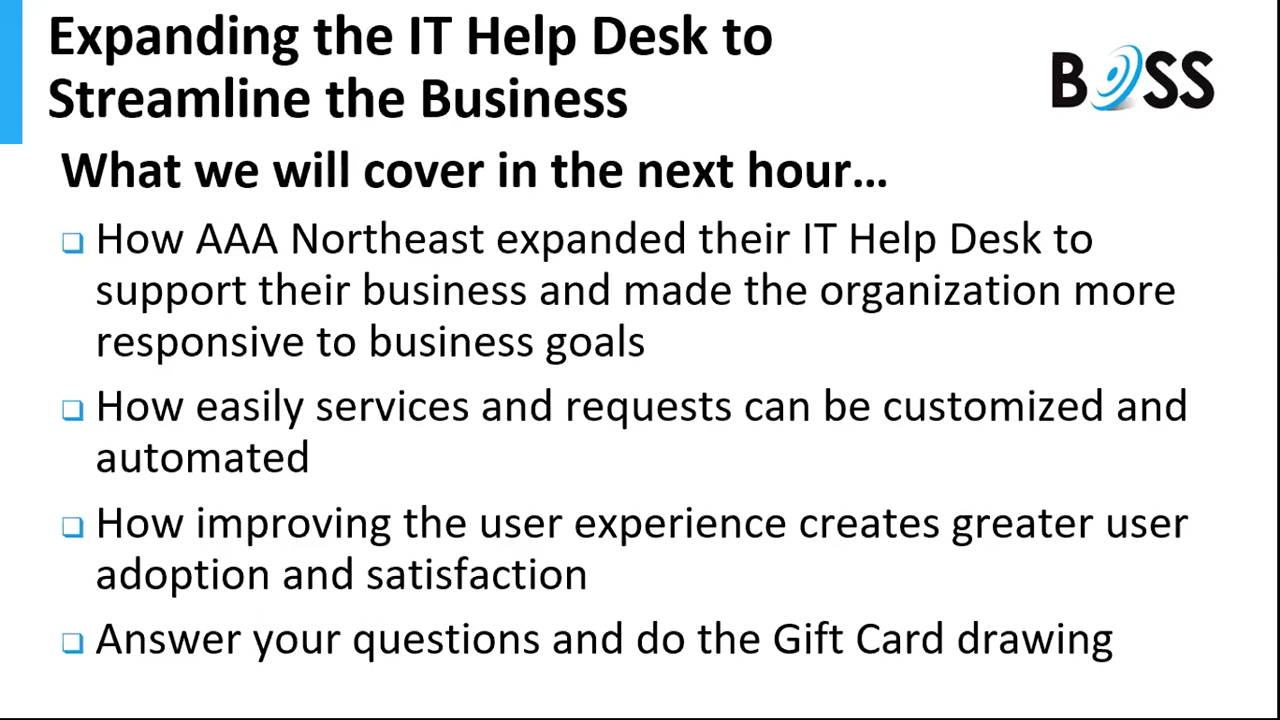 Expanding the IT Help Desk to
Streamline the Business
BOSS
What we will cover in the next hour...
How AAA Northeast expanded their IT Help Desk to
support their business and made the organization more
responsive to business goals
How easily services and requests can be customized and
automated
How improving the user experience creates greater user
adoption and satisfaction
Answer your questions and do the Gift Card drawing